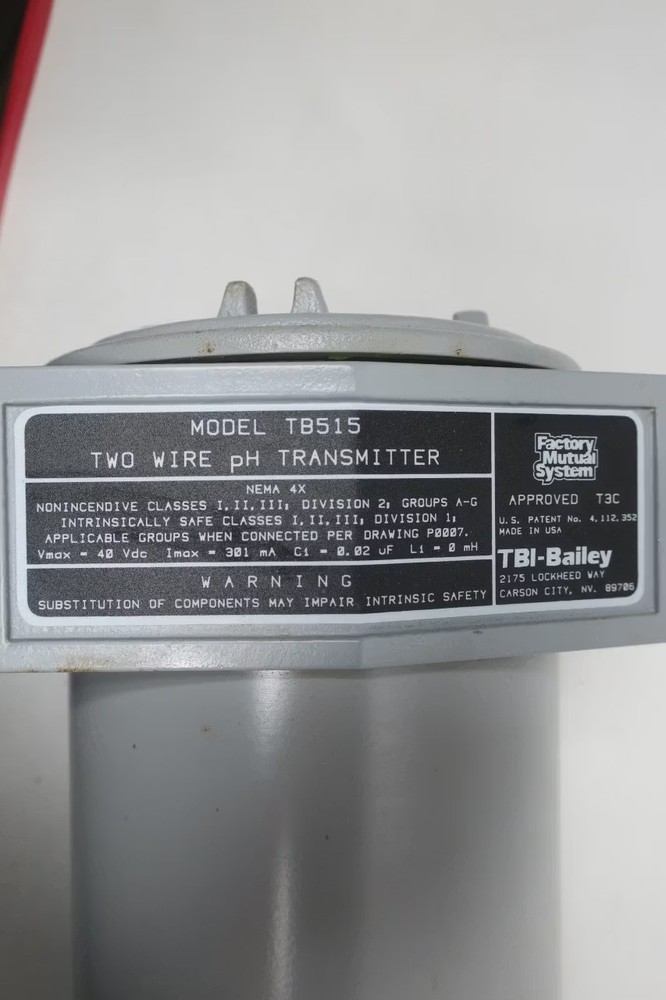 MODEL TB515
TWO WIRE pH TRANSMITTER
NEMA 4X
NONINCENDIVE CLASSES I,II,III; DIVISION 2; GROUPS A-G
INTRINSICALLY SAFE CLASSES I,II,III; DIVISION 1;
APPLICABLE GROUPS WHEN CONNECTED PER DRAWING P0007.
Vmax = 40 Vdc Imax = 301 mA Ci = 0.02 uF Li = 0 mH
WARNING
SUBSTITUTION OF COMPONENTS MAY IMPAIR INTRINSIC SAFETY
Factory
Mutual
System
APPROVED T3C
U.S. PATENT No. 4,112,352
MADE IN USA
TBI-Bailey
2175 LOCKHEED WAY
CARSON CITY, NV. 89706